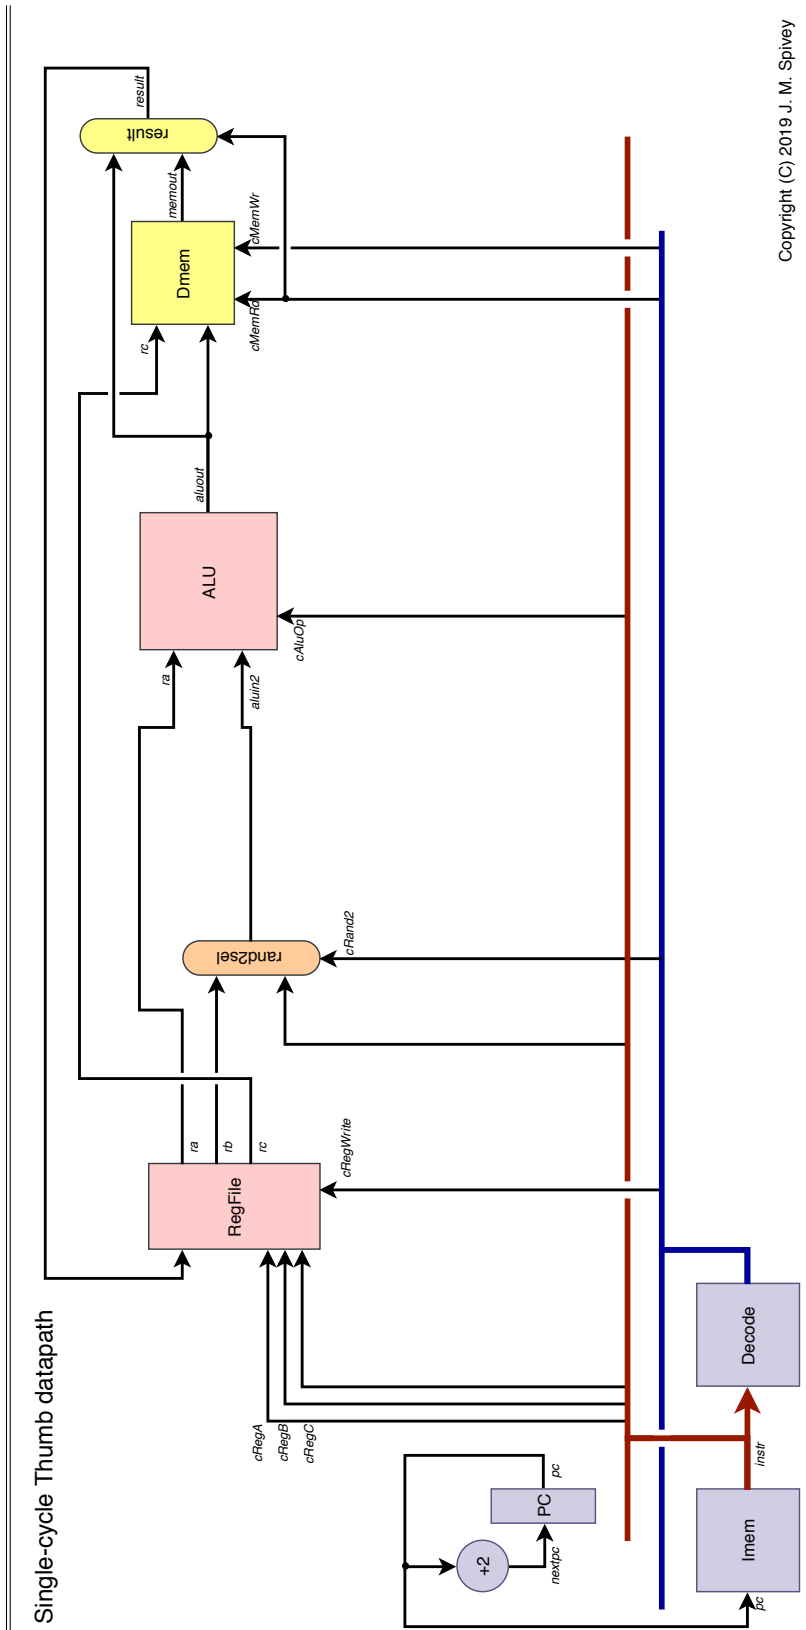 Single-cycle Thumb datapath
pc
Imem
instr
Decode
+2
nextpc
PC
pc
cRegA
cRegB
cRegC
RegFile
cRegWrite
ra
rb
rc
rand2sel
cRand2
ra
aluin2
ALU
cAluOp
aluout
rc
Dmem
cMemRd
cMemWr
memout
result
result
Copyright (C) 2019 J. M. Spivey